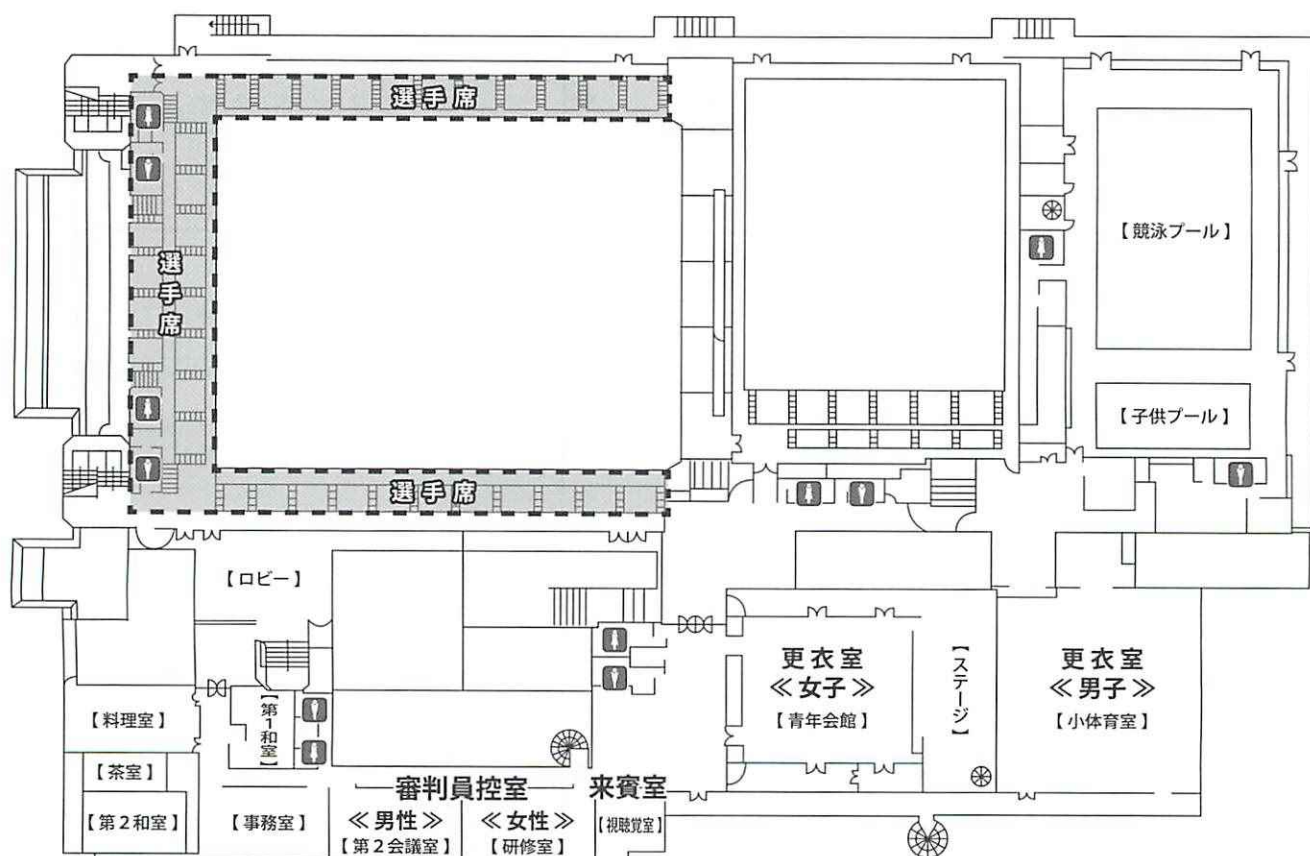 選手席
選手席
選手席
【競泳プール】
【子供プール】
【ロビー】
【料理室】
【茶室】
【第2和室】
【第1和室】
【事務室】
審判員控室
≪男性≫
【第2会議室】
≪女性≫
【研修室】
来賓室
【視聴覚室】
更衣室
≪女子≫
【青年会館】
【ステージ】
更衣室
≪男子≫
【小体育室】